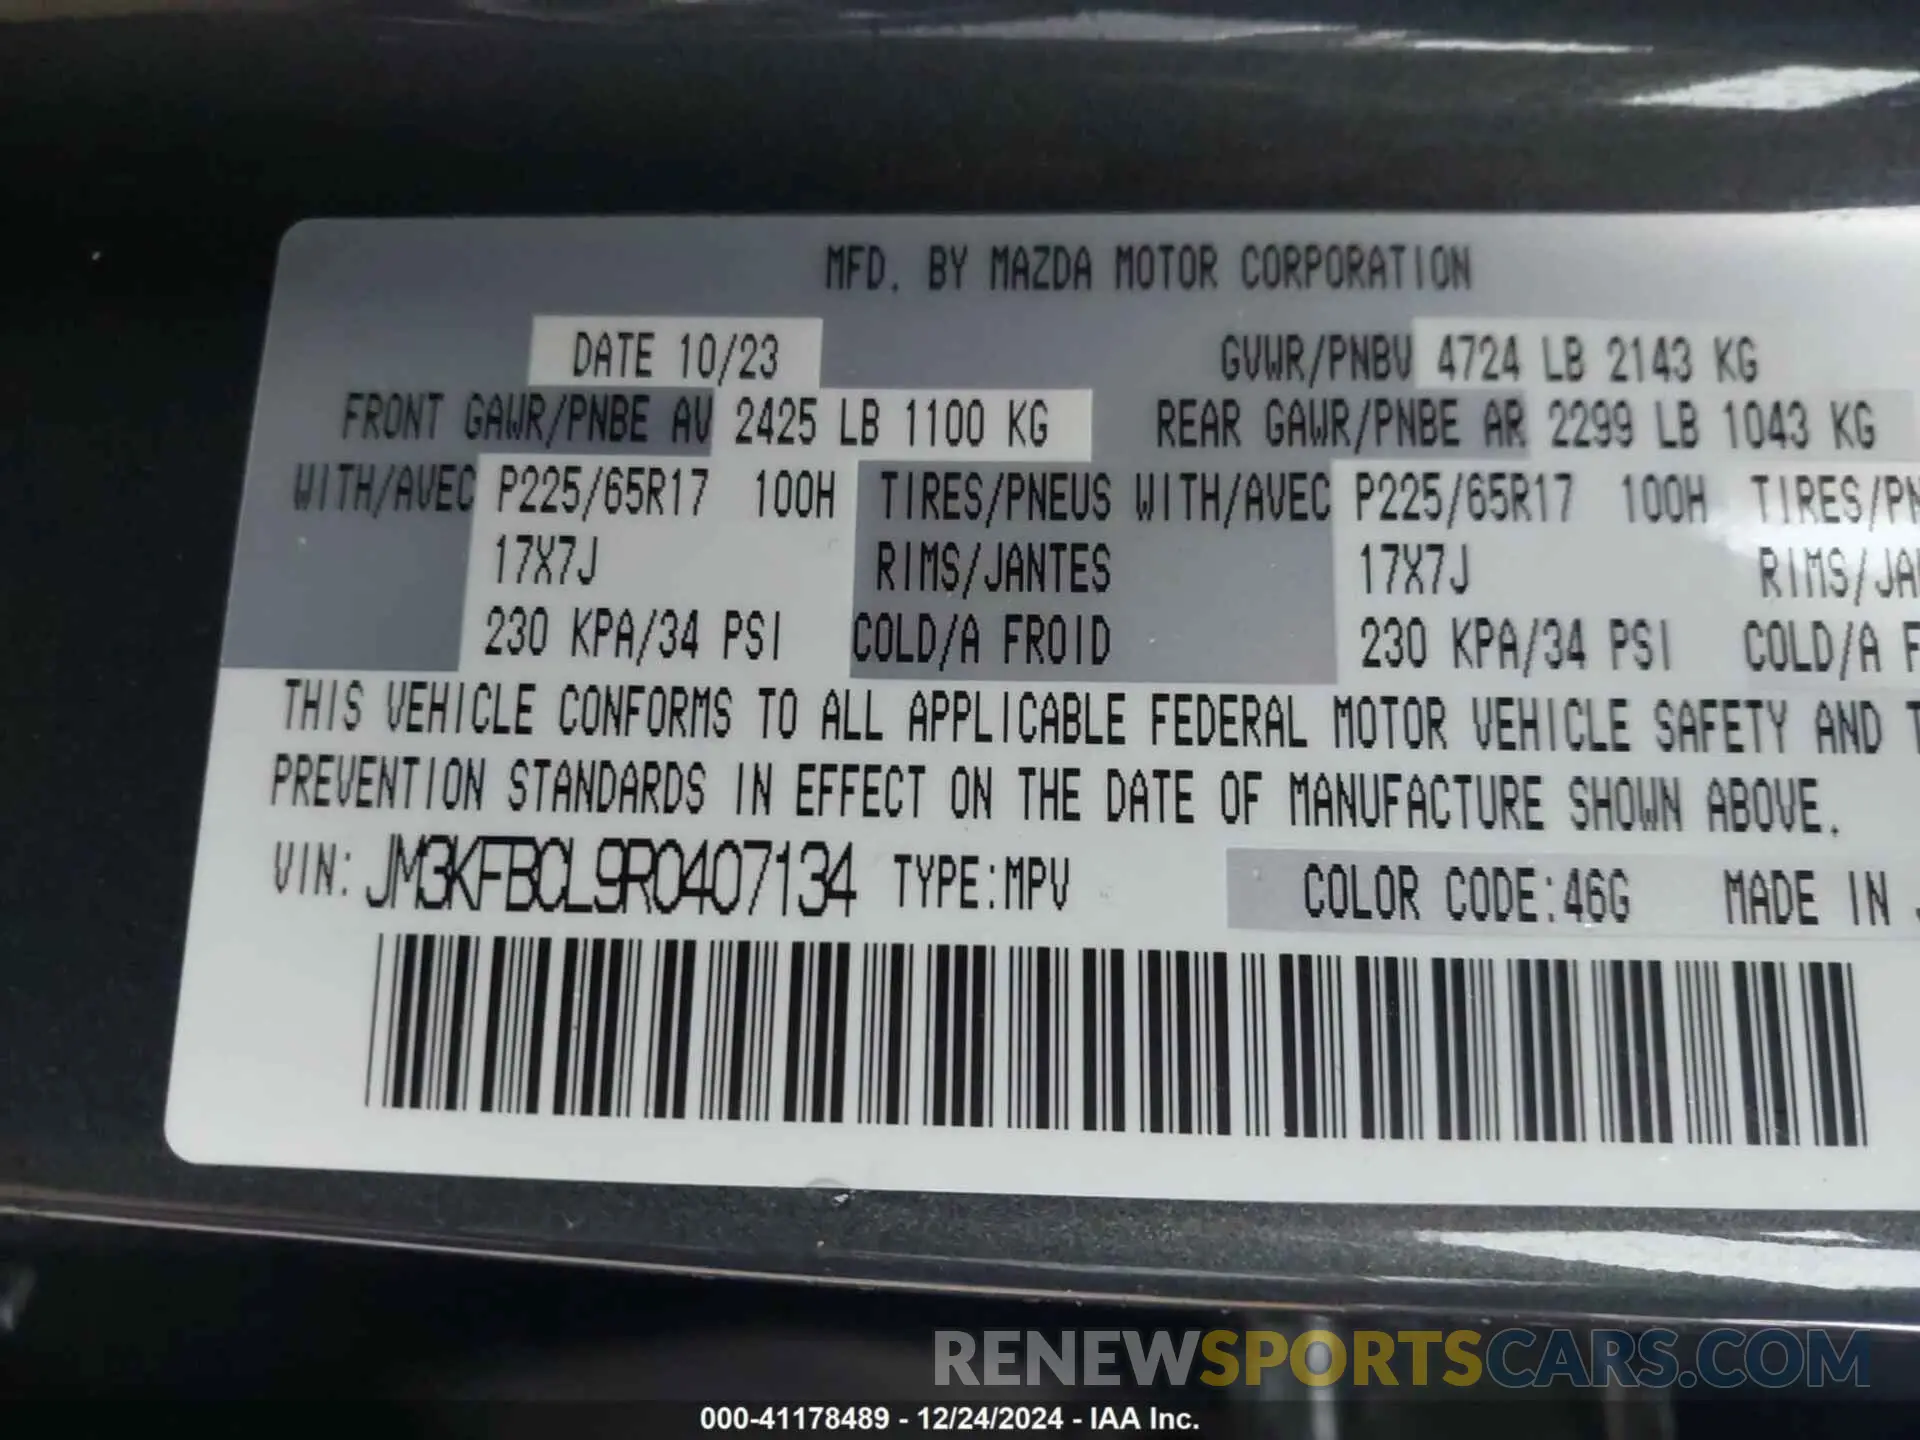 MFD. BY MAZDA MOTOR CORPORATION
DATE 10/23 GVWR/PNBV 4724 LB 2143 KG
FRONT GAWR/PNBE AV 2425 LB 1100 KG REAR GAWR/PNBE AR 2299 LB 1043 KG
WITH/AVEC P225/65R17 100H TIRES/PNEUS WITH/AVEC P225/65R17 100H TIRES/PN
17X7J RIMS/JANTES 17X7J RIMS/JA
230 KPA/34 PSI COLD/A FROID 230 KPA/34 PSI COLD/A F
THIS VEHICLE CONFORMS TO ALL APPLICABLE FEDERAL MOTOR VEHICLE SAFETY AND T
PREVENTION STANDARDS IN EFFECT ON THE DATE OF MANUFACTURE SHOWN ABOVE.
VIN: JM3KFBCL9R0407134 TYPE:MPV COLOR CODE:46G MADE IN
RENEWSPORTSCARS.COM
000-41178489 - 12/24/2024 - IAA Inc.